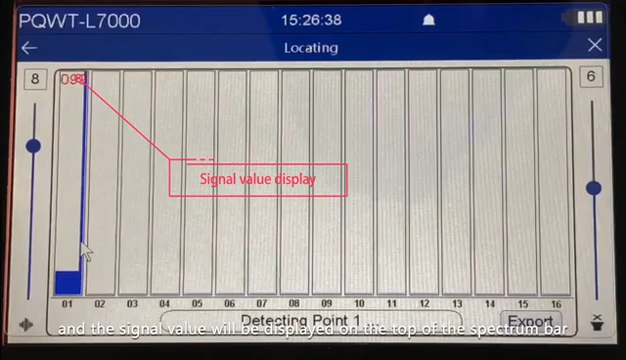 PQWT-L7000
15:26:38
Locating
8
6
Signal value display
01 02 03 04 05 06 07 08 09 10 11 12 13 14 15 16
Detecting Point 1
Export
and the signal value will be displayed on the top of the spectrum bar